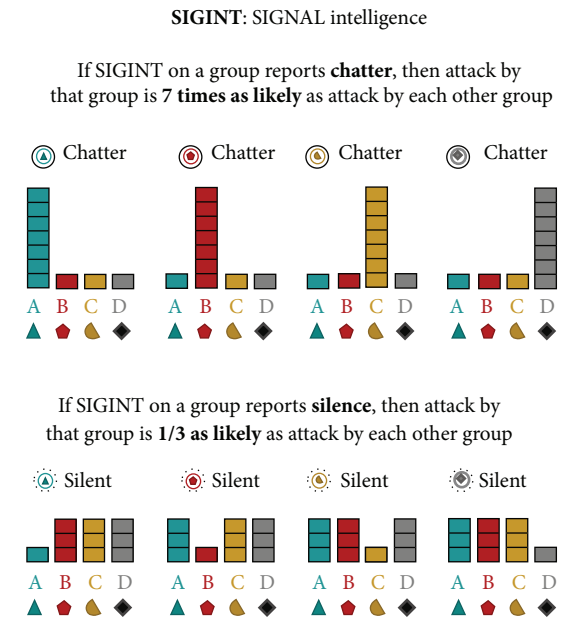 SIGINT: SIGNAL intelligence
If SIGINT on a group reports chatter, then attack by
that group is 7 times as likely as attack by each other group
Chatter Chatter Chatter Chatter
A B C D A B C D A B C D A B C D
If SIGINT on a group reports silence, then attack by
that group is 1/3 as likely as attack by each other group
Silent Silent Silent Silent
A B C D A B C D A B C D A B C D